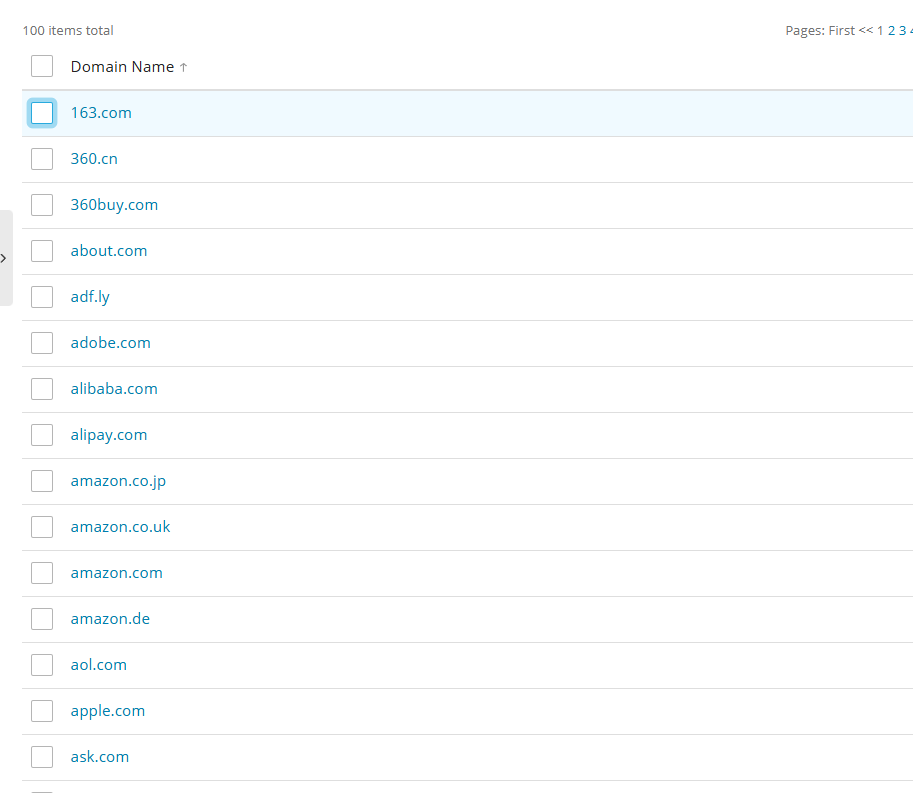 100 items total
Pages: First << 1 2 3
Domain Name ↑
163.com
360.cn
360buy.com
about.com
adf.ly
adobe.com
alibaba.com
alipay.com
amazon.co.jp
amazon.co.uk
amazon.com
amazon.de
aol.com
apple.com
ask.com